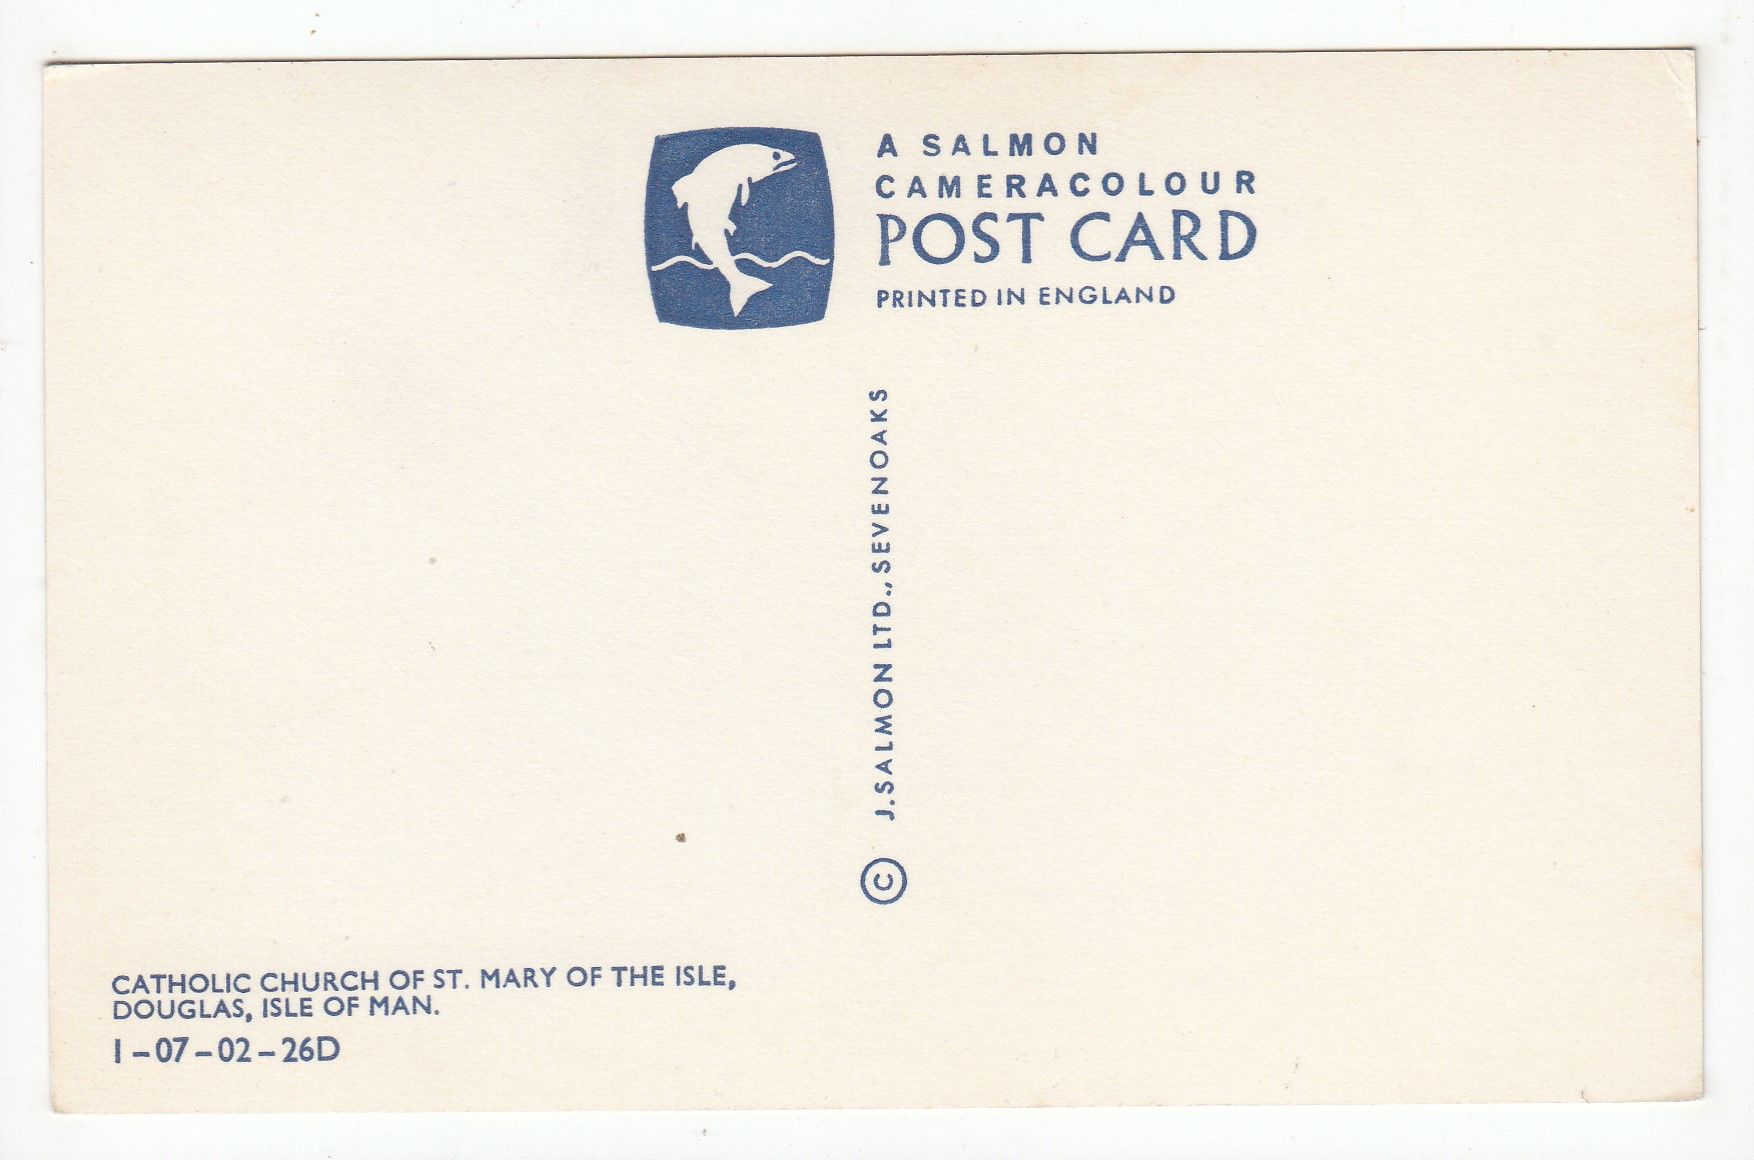 A SALMON
CAMERACOLOUR
POST CARD
PRINTED IN ENGLAND
© J. SALMON LTD., SEVENOAKS
CATHOLIC CHURCH OF ST. MARY OF THE ISLE,
DOUGLAS, ISLE OF MAN.
1-07-02-26D